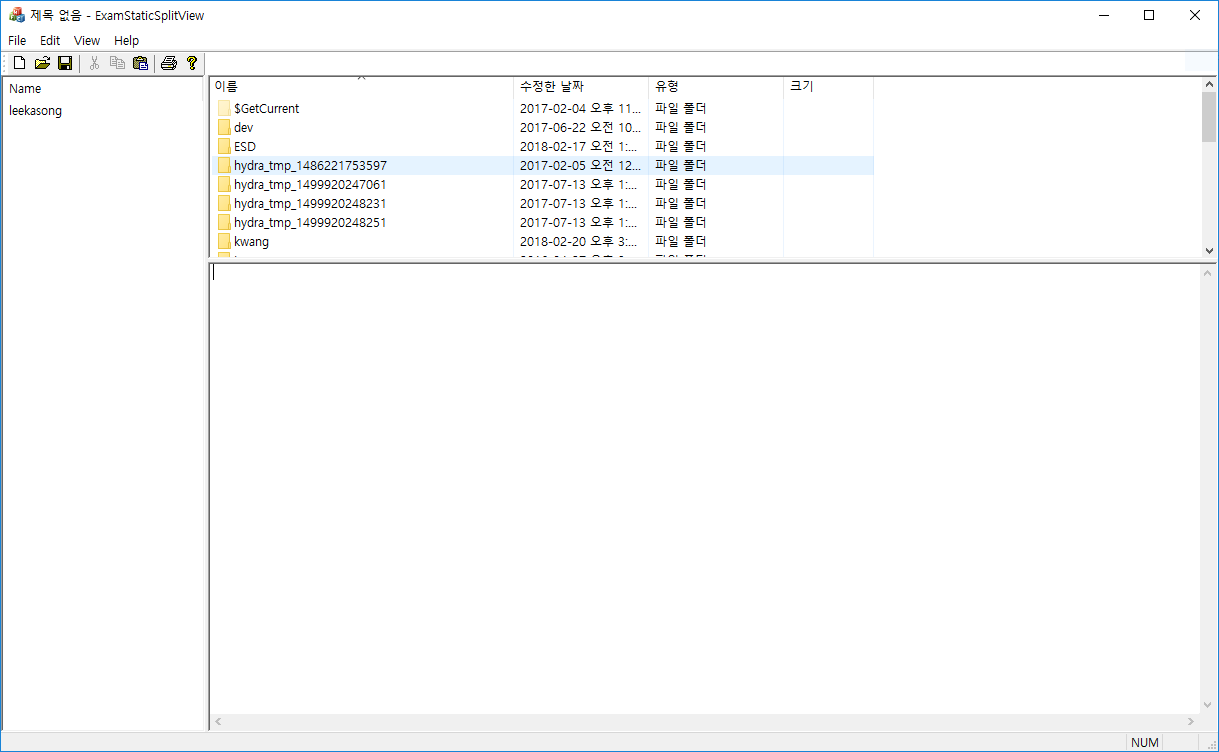 제목 없음 - ExamStaticSplitView
File Edit View Help
Name
leekasong
이름 수정한 날짜 유형 크기
$GetCurrent 2017-02-04 오후 11... 파일 폴더
dev 2017-06-22 오전 10... 파일 폴더
ESD 2018-02-17 오전 1:... 파일 폴더
hydra_tmp_1486221753597 2017-02-05 오전 12... 파일 폴더
hydra_tmp_1499920247061 2017-07-13 오후 1:... 파일 폴더
hydra_tmp_1499920248231 2017-07-13 오후 1:... 파일 폴더
hydra_tmp_1499920248251 2017-07-13 오후 1:... 파일 폴더
kwang 2018-02-20 오후 3:... 파일 폴더
NUM